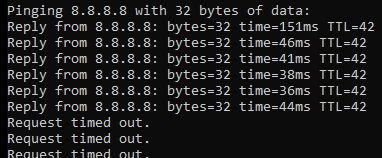 Pinging 8.8.8.8 with 32 bytes of data:
Reply from 8.8.8.8: bytes=32 time=151ms TTL=42
Reply from 8.8.8.8: bytes=32 time=46ms TTL=42
Reply from 8.8.8.8: bytes=32 time=41ms TTL=42
Reply from 8.8.8.8: bytes=32 time=38ms TTL=42
Reply from 8.8.8.8: bytes=32 time=36ms TTL=42
Reply from 8.8.8.8: bytes=32 time=44ms TTL=42
Request timed out.
Request timed out.
Request timed out.